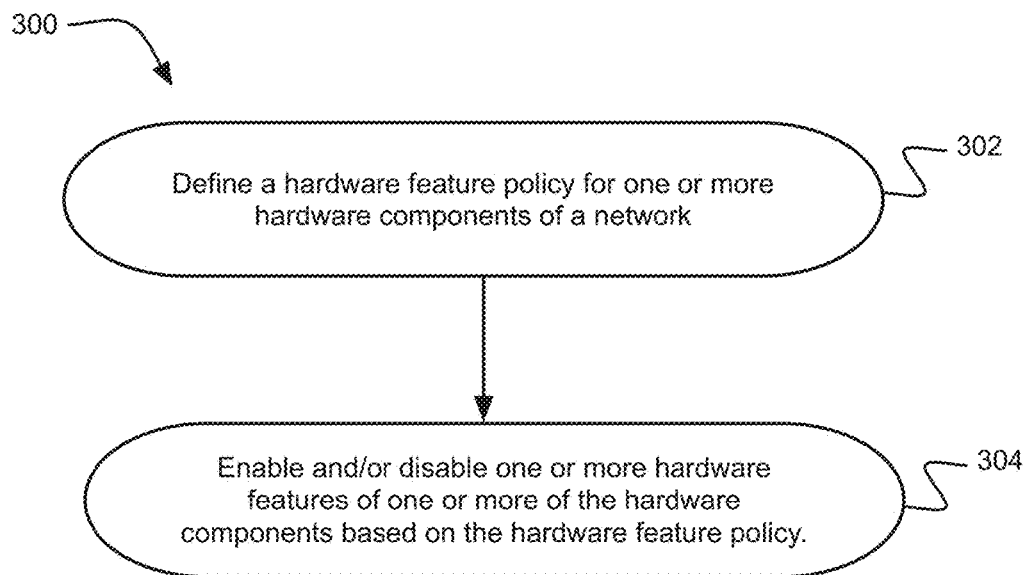 300
302
Define a hardware feature policy for one or more
hardware components of a network
304
Enable and/or disable one or more hardware
features of one or more of the hardware
components based on the hardware feature policy.